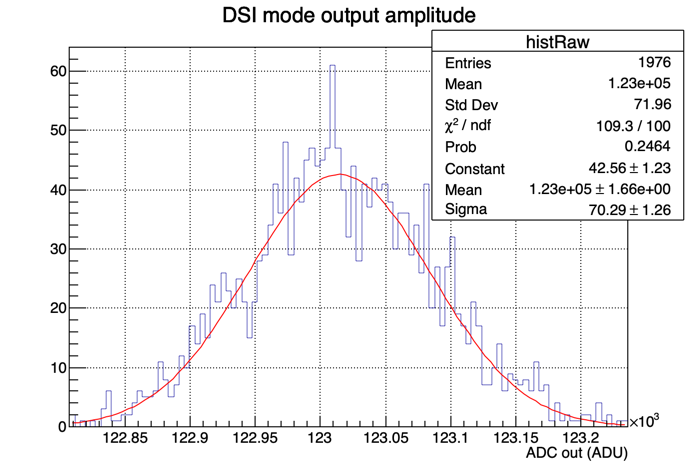 DSI mode output amplitude
histRaw
Entries 1976
Mean 1.23e+05
Std Dev 71.96
χ² / ndf 109.3 / 100
Prob 0.2464
Constant 42.56 ± 1.23
Mean 1.23e+05 ± 1.66e+00
Sigma 70.29 ± 1.26
60
50
40
30
20
10
0
122.85 122.9 122.95 123 123.05 123.1 123.15 123.2
×10³
ADC out (ADU)